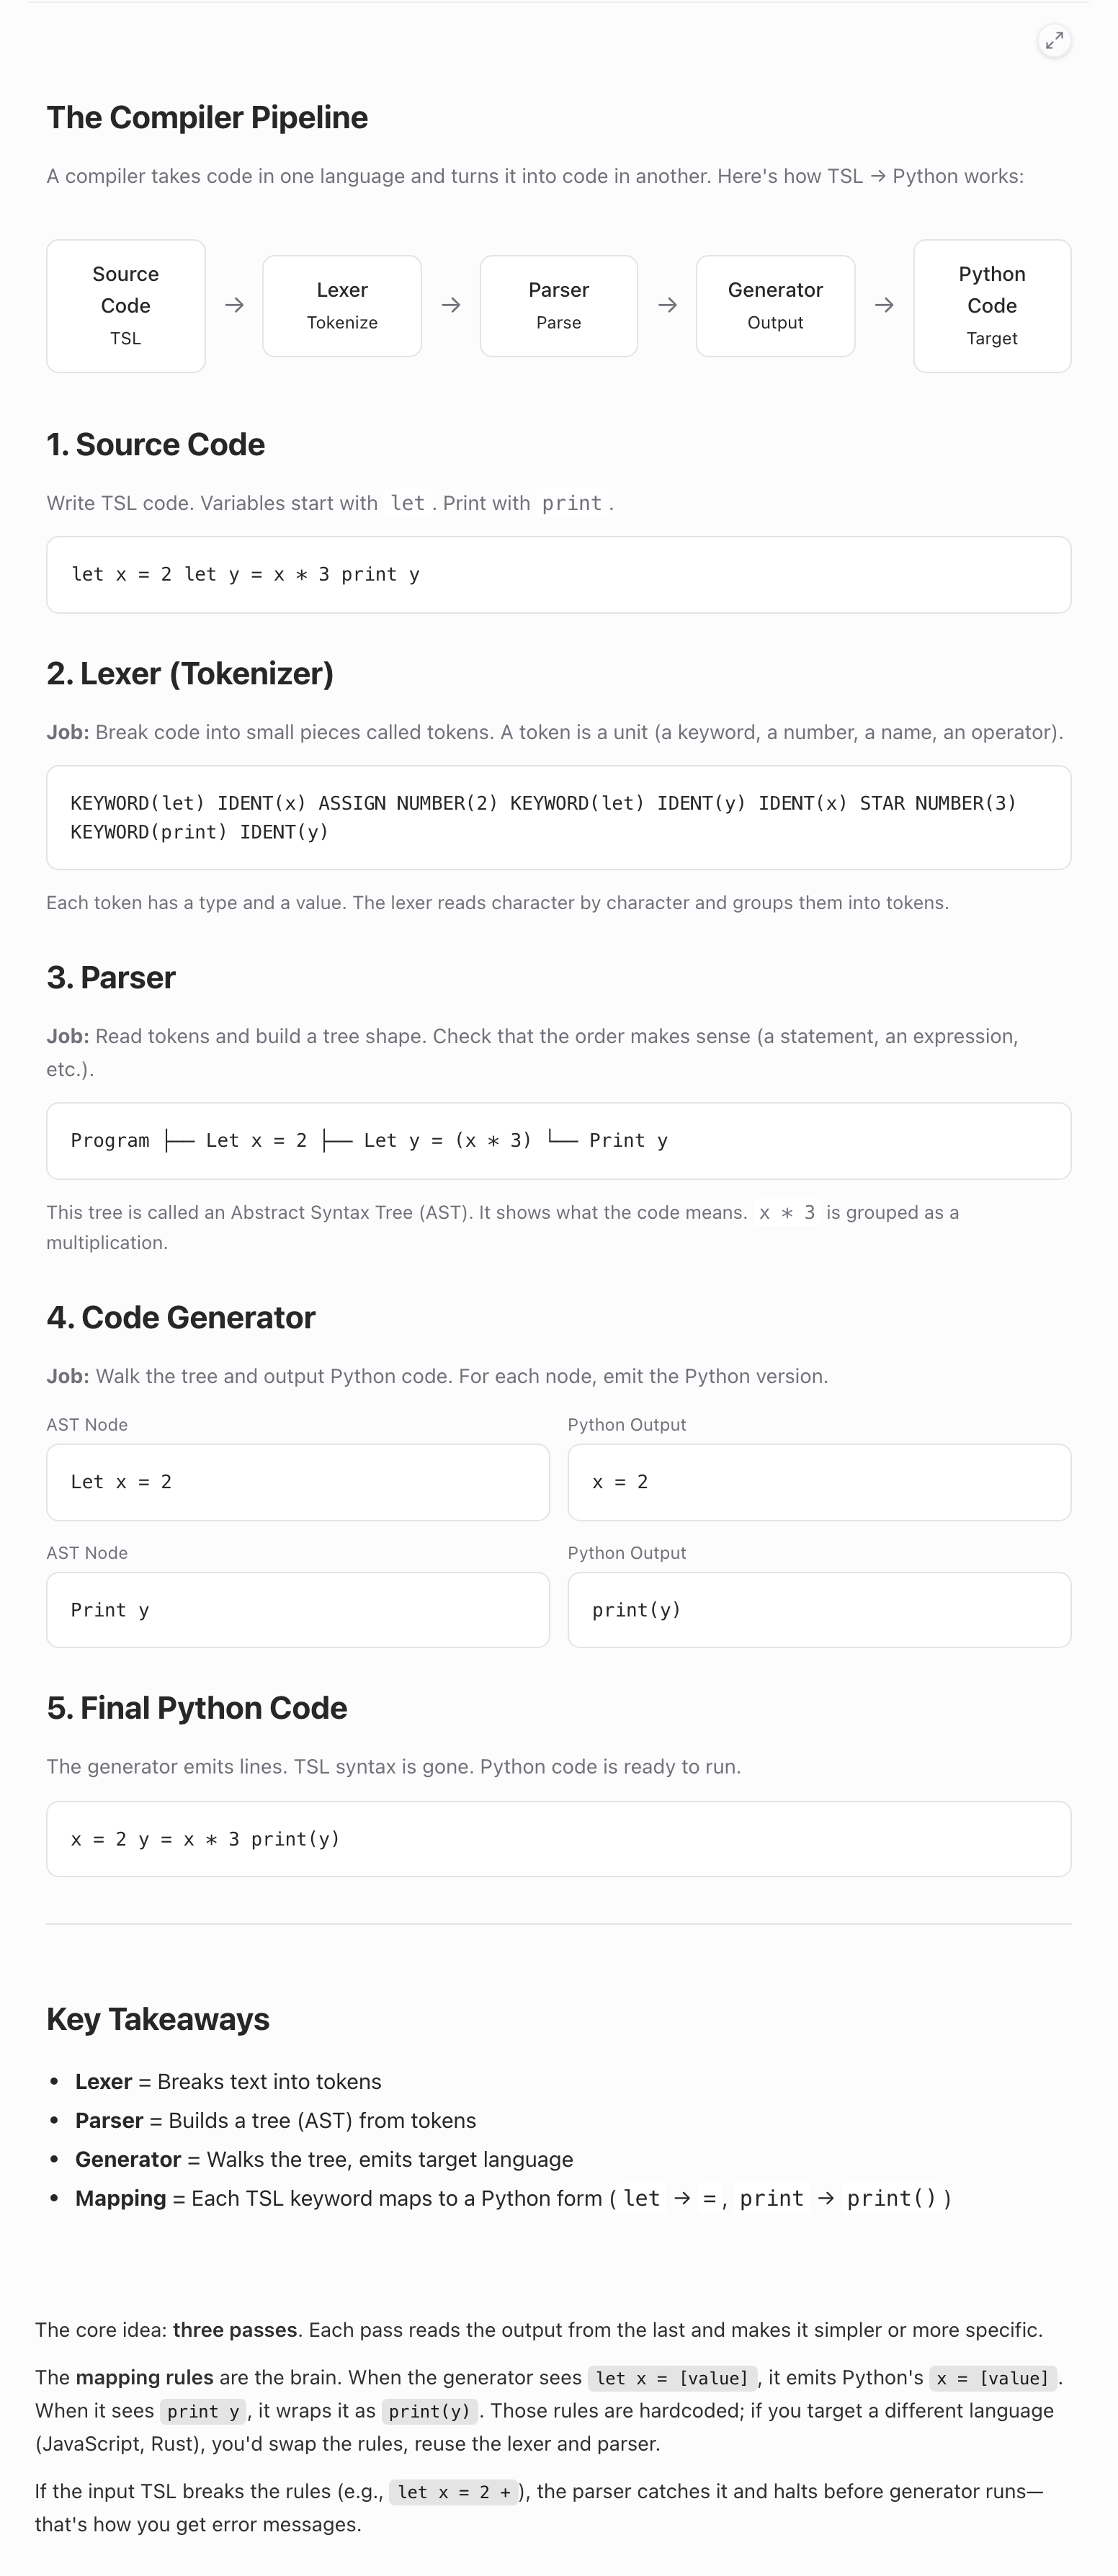 The Compiler Pipeline
A compiler takes code in one language and turns it into code in another. Here's how TSL → Python works:
Source
Code
TSL
→
Lexer
Tokenize
→
Parser
Parse
→
Generator
Output
→
Python
Code
Target
1. Source Code
Write TSL code. Variables start with let. Print with print.
let x = 2 let y = x * 3 print y
2. Lexer (Tokenizer)
Job: Break code into small pieces called tokens. A token is a unit (a keyword, a number, a name, an operator).
KEYWORD(let) IDENT(x) ASSIGN NUMBER(2) KEYWORD(let) IDENT(y) IDENT(x) STAR NUMBER(3)
KEYWORD(print) IDENT(y)
Each token has a type and a value. The lexer reads character by character and groups them into tokens.
3. Parser
Job: Read tokens and build a tree shape. Check that the order makes sense (a statement, an expression,
etc.).
Program ├── Let x = 2 ├── Let y = (x * 3) └── Print y
This tree is called an Abstract Syntax Tree (AST). It shows what the code means. x * 3 is grouped as a
multiplication.
4. Code Generator
Job: Walk the tree and output Python code. For each node, emit the Python version.
AST Node
Let x = 2
Python Output
x = 2
AST Node
Print y
Python Output
print(y)
5. Final Python Code
The generator emits lines. TSL syntax is gone. Python code is ready to run.
x = 2 y = x * 3 print(y)
Key Takeaways
• Lexer = Breaks text into tokens
• Parser = Builds a tree (AST) from tokens
• Generator = Walks the tree, emits target language
• Mapping = Each TSL keyword maps to a Python form (let → =, print → print())
The core idea: three passes. Each pass reads the output from the last and makes it simpler or more specific.
The mapping rules are the brain. When the generator sees let x = [value], it emits Python's x = [value].
When it sees print y, it wraps it as print(y). Those rules are hardcoded; if you target a different language
(JavaScript, Rust), you'd swap the rules, reuse the lexer and parser.
If the input TSL breaks the rules (e.g., let x = 2 +), the parser catches it and halts before generator runs—
that's how you get error messages.